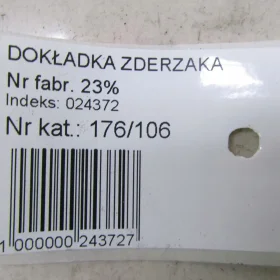 DOKŁADKA ZDERZAKA
Nr fabr. 23%
Indeks: 024372
Nr kat.: 176/106
1 000000 243727